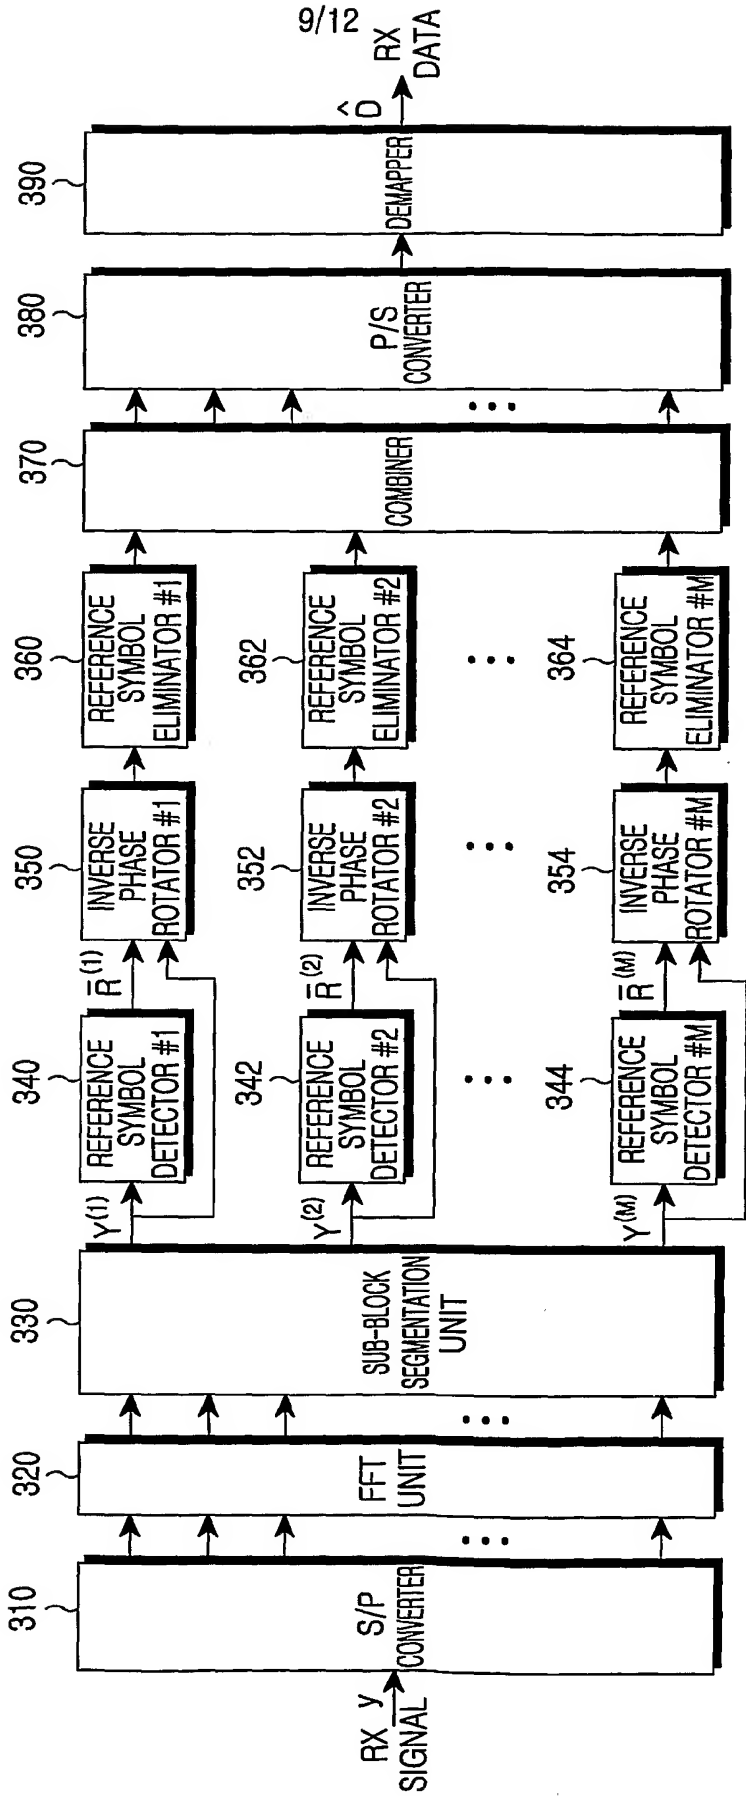 9/12
RX y
SIGNAL
310
S/P
CONVERTER
320
FFT
UNIT
330
SUB-BLOCK
SEGMENTATION
UNIT
Y(1)
340
REFERENCE
SYMBOL
DETECTOR #1
R̄(1)
350
INVERSE
PHASE
ROTATOR #1
360
REFERENCE
SYMBOL
ELIMINATOR #1
Y(2)
342
REFERENCE
SYMBOL
DETECTOR #2
R̄(2)
352
INVERSE
PHASE
ROTATOR #2
362
REFERENCE
SYMBOL
ELIMINATOR #2
Y(M)
344
REFERENCE
SYMBOL
DETECTOR #M
R̄(M)
354
INVERSE
PHASE
ROTATOR #M
364
REFERENCE
SYMBOL
ELIMINATOR #M
370
COMBINER
380
P/S
CONVERTER
390
DEMAPPER
D̂
RX
DATA